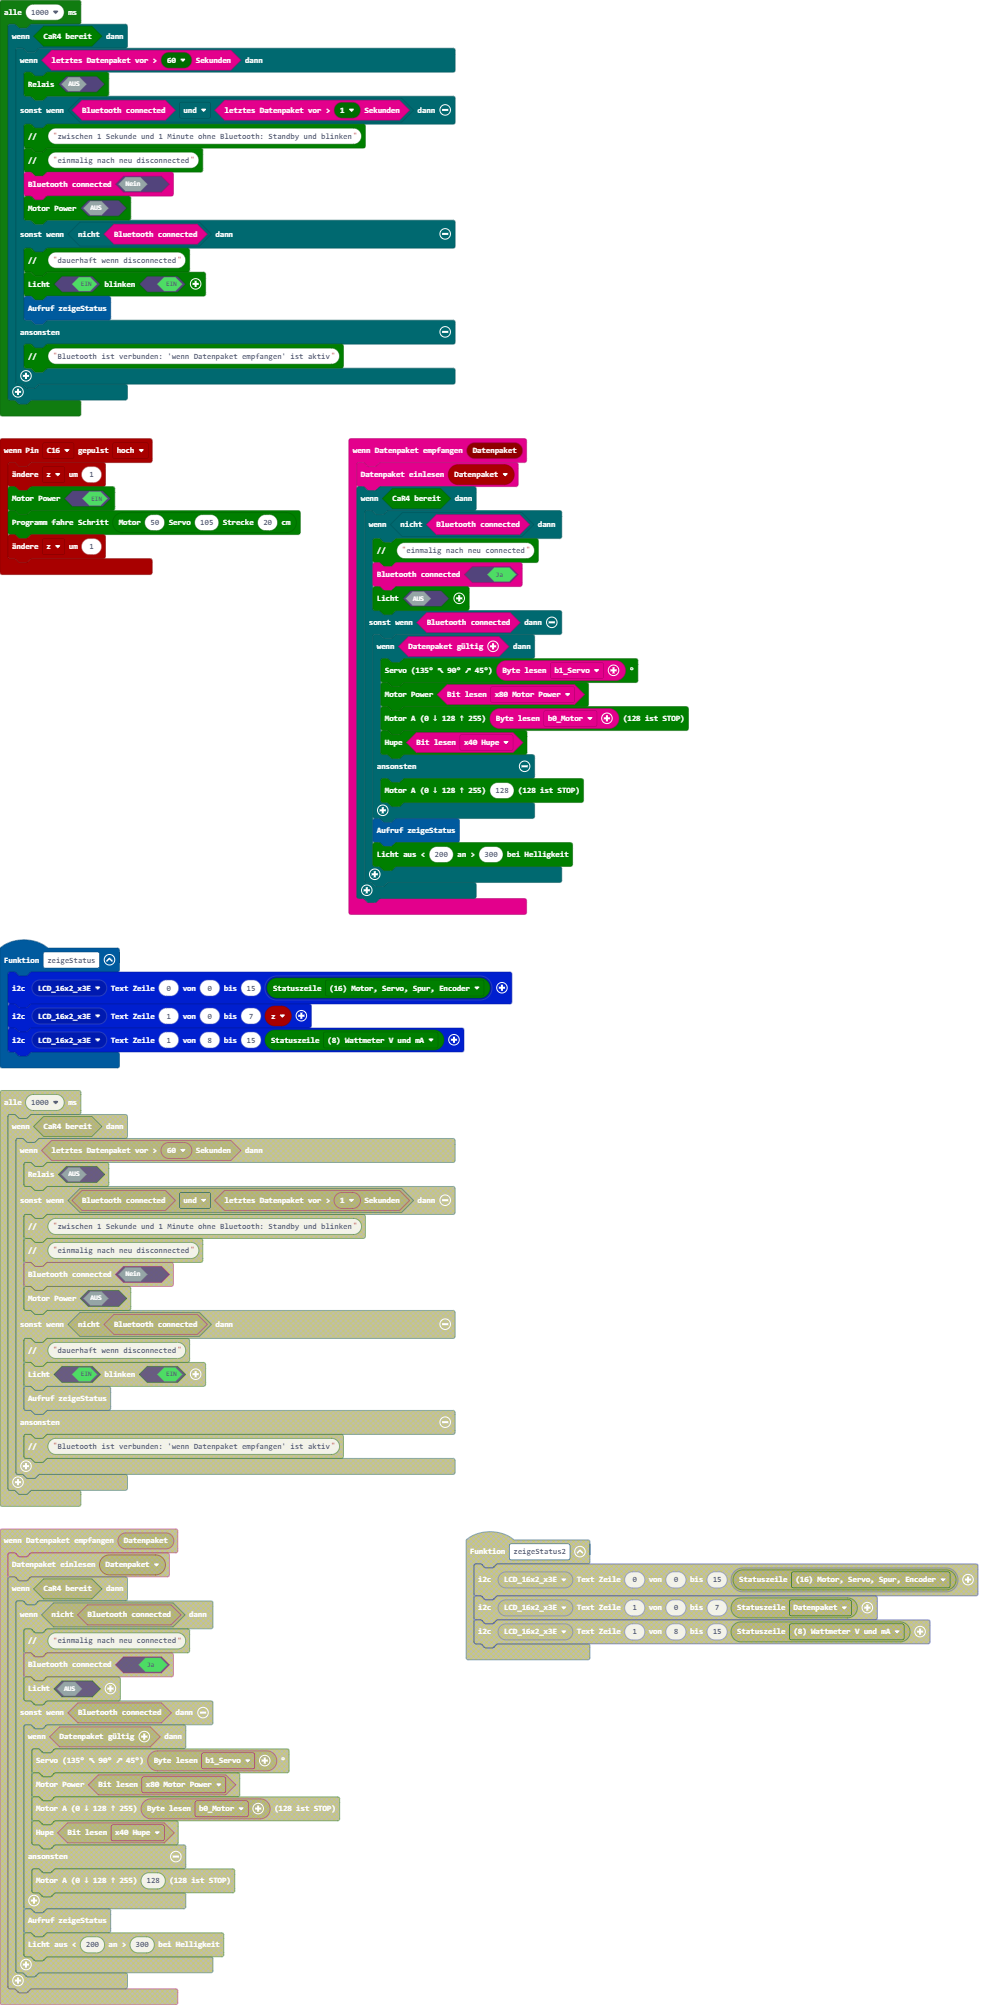 alle 1000 ms
wenn CaR4 bereit dann
wenn letztes Datenpaket vor > 60 Sekunden dann
Relais AUS
sonst wenn Bluetooth connected und letztes Datenpaket vor > 1 Sekunden dann
// "zwischen 1 Sekunde und 1 Minute ohne Bluetooth: Standby und blinken"
// "einmalig nach neu disconnected"
Bluetooth connected Nein
Motor Power AUS
sonst wenn nicht Bluetooth connected dann
// "dauerhaft wenn disconnected"
Licht EIN blinken EIN
Aufruf zeigeStatus
ansonsten
// "Bluetooth ist verbunden: 'wenn Datenpaket empfangen' ist aktiv"
wenn Pin C16 gepulst hoch
ändere z um 1
Motor Power EIN
Programm fahre Schritt Motor 50 Servo 105 Strecke 20 cm
ändere z um 1
wenn Datenpaket empfangen Datenpaket
Datenpaket einlesen Datenpaket
wenn CaR4 bereit dann
wenn nicht Bluetooth connected dann
// "einmalig nach neu connected"
Bluetooth connected Ja
Licht AUS
sonst wenn Bluetooth connected dann
wenn Datenpaket gültig dann
Servo (135° ↖ 90° ↗ 45°) Byte lesen b1_Servo °
Motor Power Bit lesen x80 Motor Power
Motor A (0 ↓ 128 ↑ 255) Byte lesen b0_Motor (128 ist STOP)
Hupe Bit lesen x40 Hupe
ansonsten
Motor A (0 ↓ 128 ↑ 255) 128 (128 ist STOP)
Aufruf zeigeStatus
Licht aus < 200 an > 300 bei Helligkeit
Funktion zeigeStatus
i2c LCD_16x2_x3E Text Zeile 0 von 0 bis 15 Statuszeile (16) Motor, Servo, Spur, Encoder
i2c LCD_16x2_x3E Text Zeile 1 von 0 bis 7 z
i2c LCD_16x2_x3E Text Zeile 1 von 8 bis 15 Statuszeile (8) Wattmeter V und mA
alle 1000 ms
wenn CaR4 bereit dann
wenn letztes Datenpaket vor > 60 Sekunden dann
Relais AUS
sonst wenn Bluetooth connected und letztes Datenpaket vor > 1 Sekunden dann
// "zwischen 1 Sekunde und 1 Minute ohne Bluetooth: Standby und blinken"
// "einmalig nach neu disconnected"
Bluetooth connected Nein
Motor Power AUS
sonst wenn nicht Bluetooth connected dann
// "dauerhaft wenn disconnected"
Licht EIN blinken EIN
Aufruf zeigeStatus
ansonsten
// "Bluetooth ist verbunden: 'wenn Datenpaket empfangen' ist aktiv"
wenn Datenpaket empfangen Datenpaket
Datenpaket einlesen Datenpaket
wenn CaR4 bereit dann
wenn nicht Bluetooth connected dann
// "einmalig nach neu connected"
Bluetooth connected Ja
Licht AUS
sonst wenn Bluetooth connected dann
wenn Datenpaket gültig dann
Servo (135° ↖ 90° ↗ 45°) Byte lesen b1_Servo °
Motor Power Bit lesen x80 Motor Power
Motor A (0 ↓ 128 ↑ 255) Byte lesen b0_Motor (128 ist STOP)
Hupe Bit lesen x40 Hupe
ansonsten
Motor A (0 ↓ 128 ↑ 255) 128 (128 ist STOP)
Aufruf zeigeStatus
Licht aus < 200 an > 300 bei Helligkeit
Funktion zeigeStatus2
i2c LCD_16x2_x3E Text Zeile 0 von 0 bis 15 Statuszeile (16) Motor, Servo, Spur, Encoder
i2c LCD_16x2_x3E Text Zeile 1 von 0 bis 7 Statuszeile Datenpaket
i2c LCD_16x2_x3E Text Zeile 1 von 8 bis 15 Statuszeile (8) Wattmeter V und mA